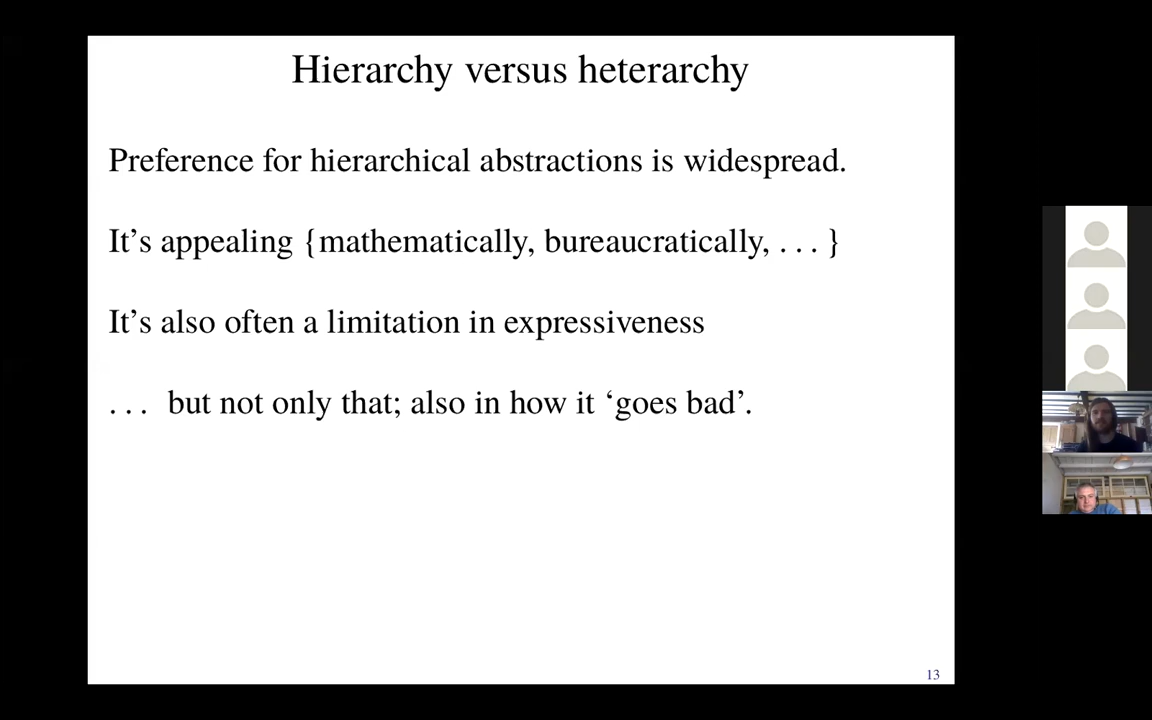 Hierarchy versus heterarchy
Preference for hierarchical abstractions is widespread.
It’s appealing {mathematically, bureaucratically, . . . }
It’s also often a limitation in expressiveness
. . . but not only that; also in how it ‘goes bad’.
13